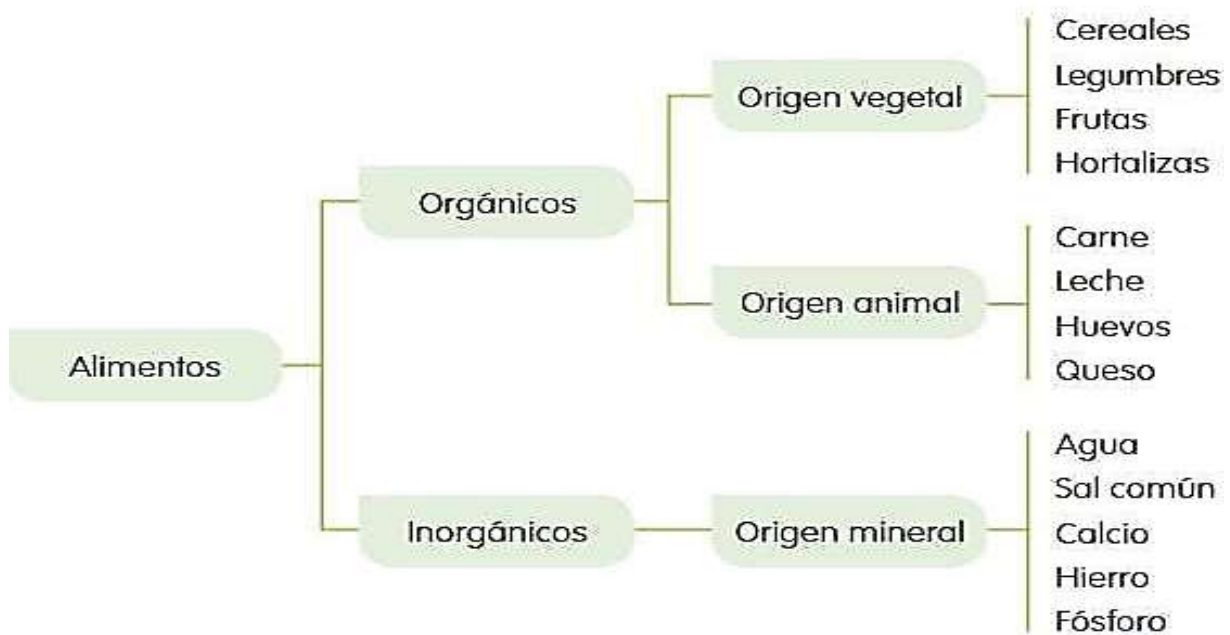 Alimentos
Orgánicos
Origen vegetal
Cereales
Legumbres
Frutas
Hortalizas
Origen animal
Carne
Leche
Huevos
Queso
Inorgánicos
Origen mineral
Agua
Sal común
Calcio
Hierro
Fósforo